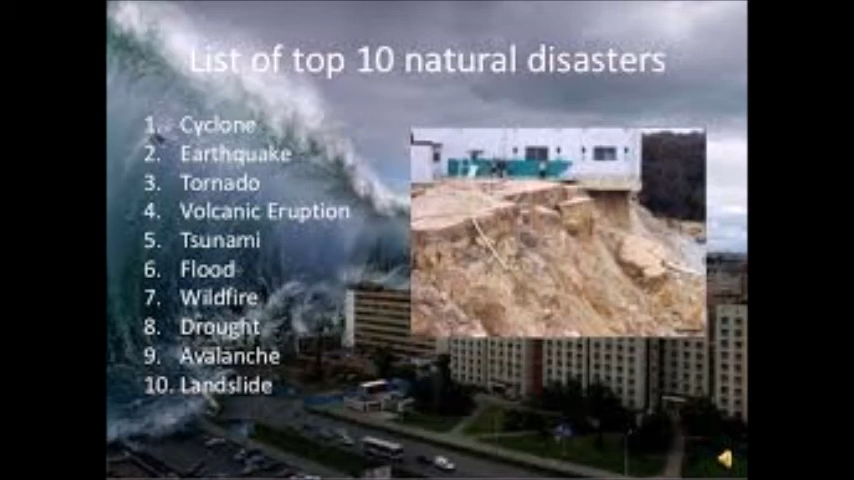 List of top 10 natural disasters
1. Cyclone
2. Earthquake
3. Tornado
4. Volcanic Eruption
5. Tsunami
6. Flood
7. Wildfire
8. Drought
9. Avalanche
10. Landslide